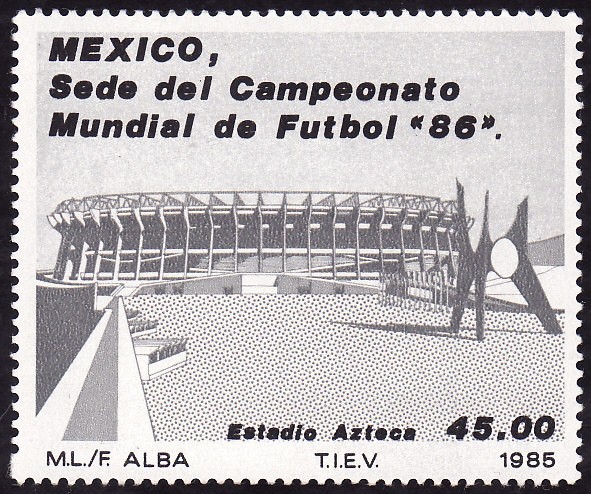 MEXICO,
Sede del Campeonato
Mundial de Futbol «86».
Estadio Azteca 45.00
M.L./F. ALBA T.I.E.V. 1985